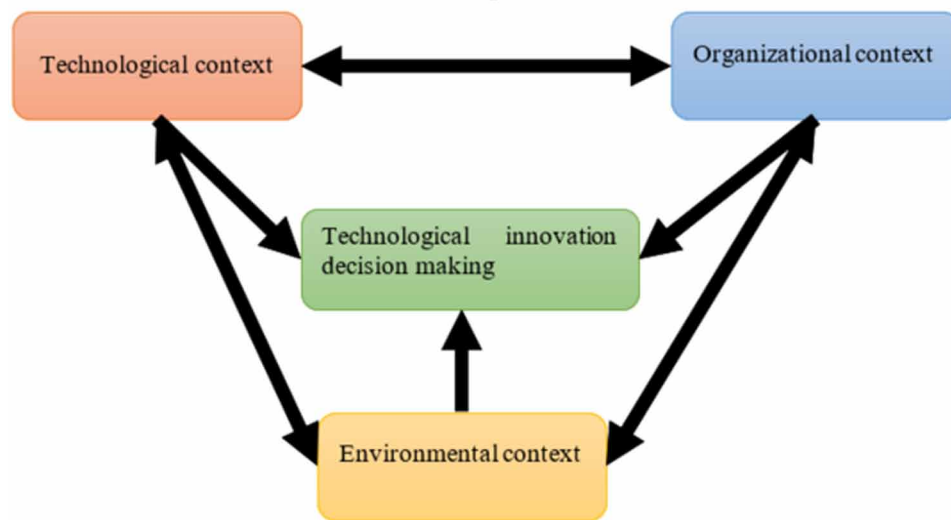 Technological context
Organizational context
Technological innovation
decision making
Environmental context